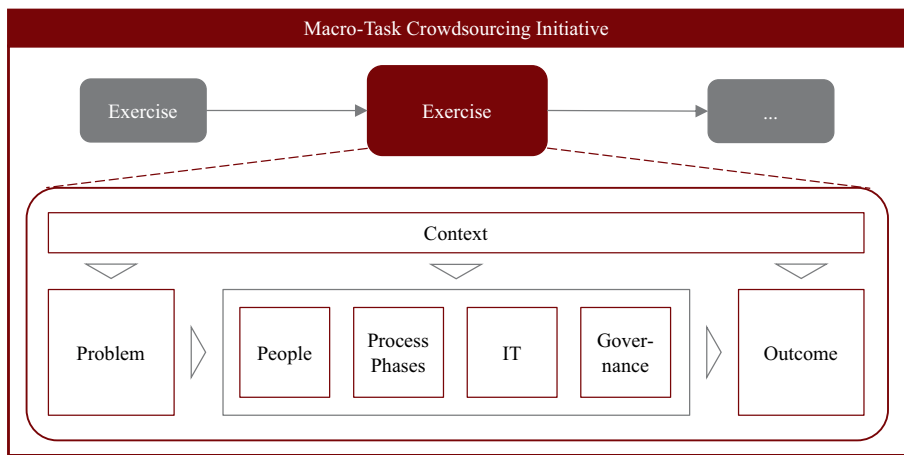 Macro-Task Crowdsourcing Initiative
Exercise
Exercise
...
Context
Problem
People
Process
Phases
IT
Gover-
nance
Outcome